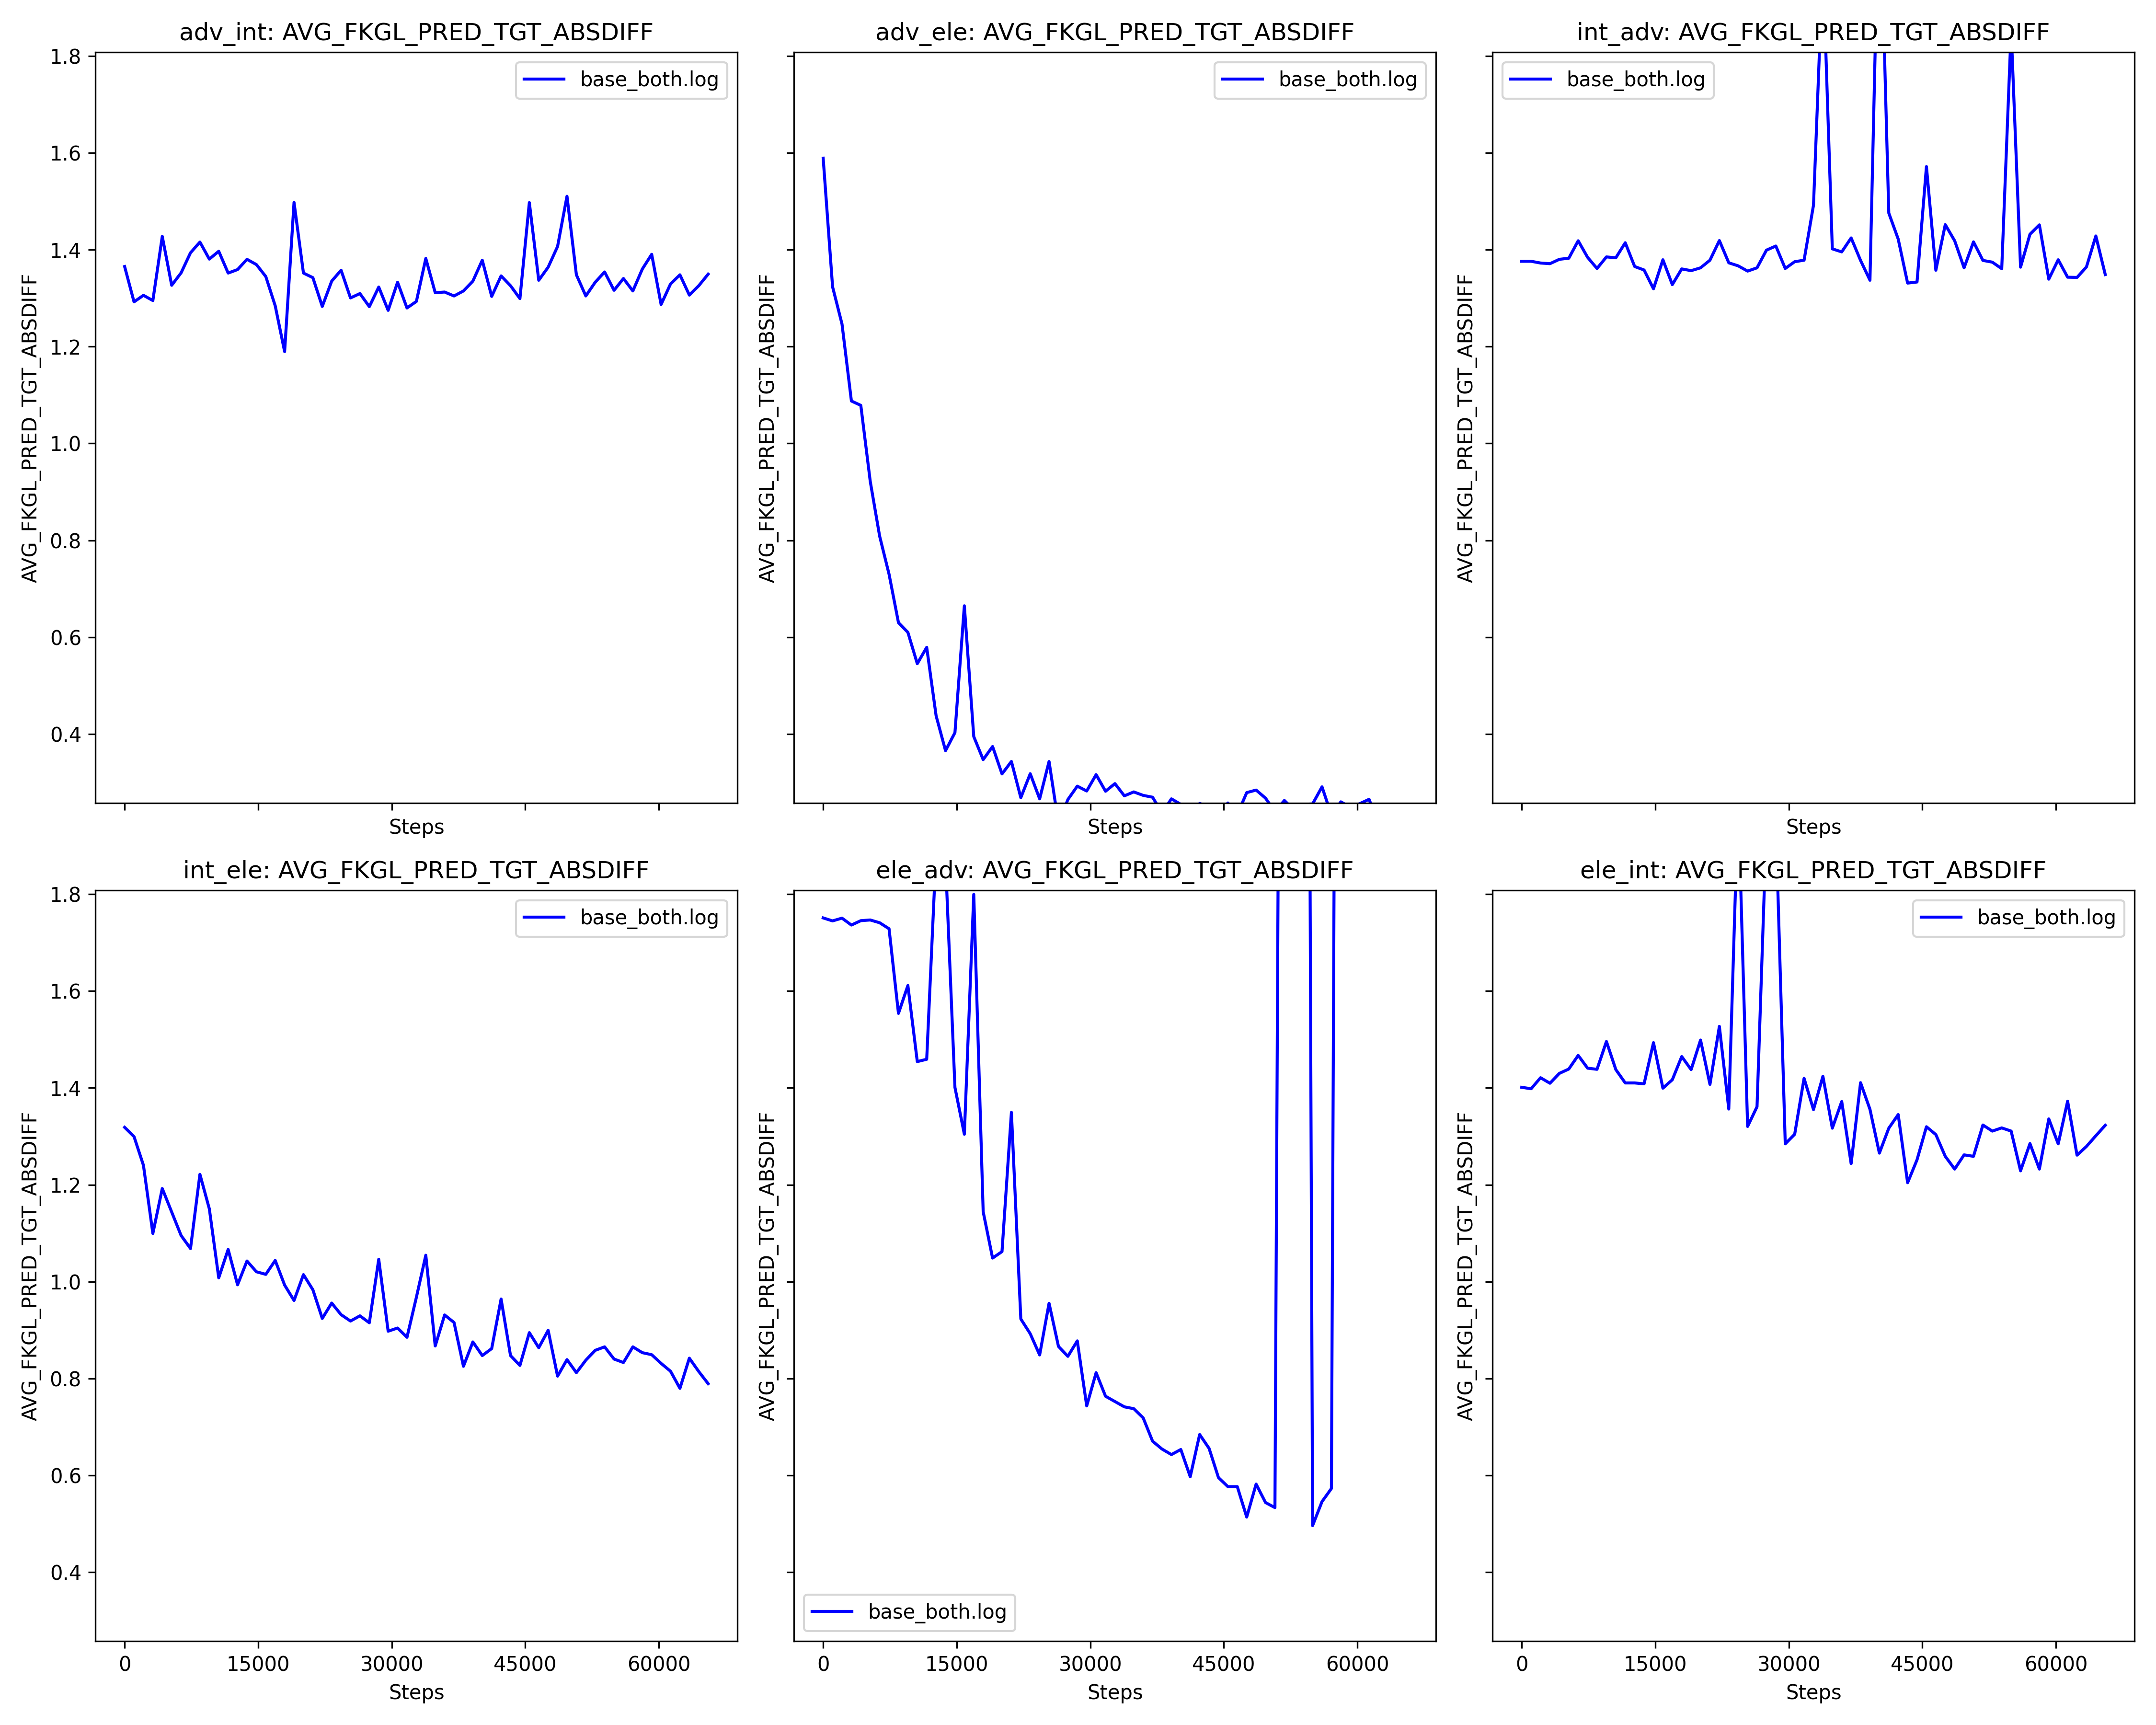 adv_int: AVG_FKGL_PRED_TGT_ABSDIFF
base_both.log
1.8
1.6
1.4
1.2
1.0
0.8
0.6
0.4
AVG_FKGL_PRED_TGT_ABSDIFF
Steps
adv_ele: AVG_FKGL_PRED_TGT_ABSDIFF
base_both.log
AVG_FKGL_PRED_TGT_ABSDIFF
Steps
int_adv: AVG_FKGL_PRED_TGT_ABSDIFF
base_both.log
AVG_FKGL_PRED_TGT_ABSDIFF
Steps
int_ele: AVG_FKGL_PRED_TGT_ABSDIFF
base_both.log
1.8
1.6
1.4
1.2
1.0
0.8
0.6
0.4
AVG_FKGL_PRED_TGT_ABSDIFF
0 15000 30000 45000 60000
Steps
ele_adv: AVG_FKGL_PRED_TGT_ABSDIFF
AVG_FKGL_PRED_TGT_ABSDIFF
base_both.log
0 15000 30000 45000 60000
Steps
ele_int: AVG_FKGL_PRED_TGT_ABSDIFF
base_both.log
AVG_FKGL_PRED_TGT_ABSDIFF
0 15000 30000 45000 60000
Steps